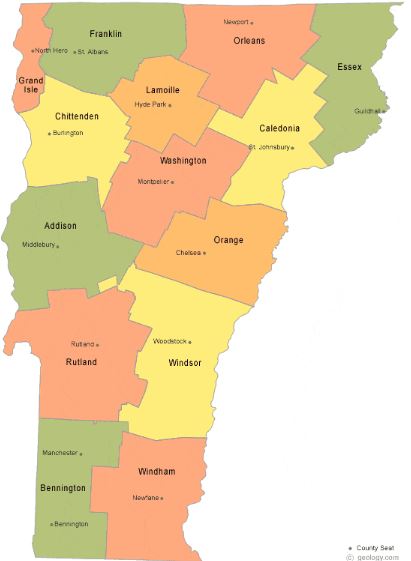 Newport
Franklin
Orleans
North Hero
St. Albans
Essex
Grand
Isle
Lamoille
Hyde Park
Guildhall
Chittenden
Caledonia
Burlington
St. Johnsbury
Washington
Montpelier
Addison
Orange
Middlebury
Chelsea
Rutland
Woodstock
Rutland
Windsor
Manchester
Windham
Bennington
Newfane
Bennington
County Seat
© geology.com